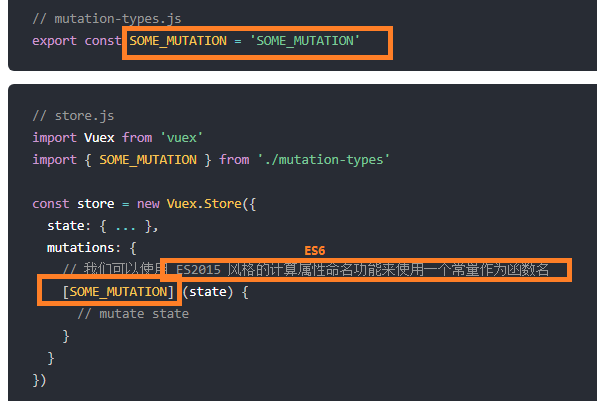 // mutation-types.js
export const SOME_MUTATION = 'SOME_MUTATION'
// store.js
import Vuex from 'vuex'
import { SOME_MUTATION } from './mutation-types'
const store = new Vuex.Store({
state: { ... },
mutations: {
ES6
// 我们可以使用 ES2015 风格的计算属性命名功能来使用一个常量作为函数名
[SOME_MUTATION] (state) {
// mutate state
}
}
})